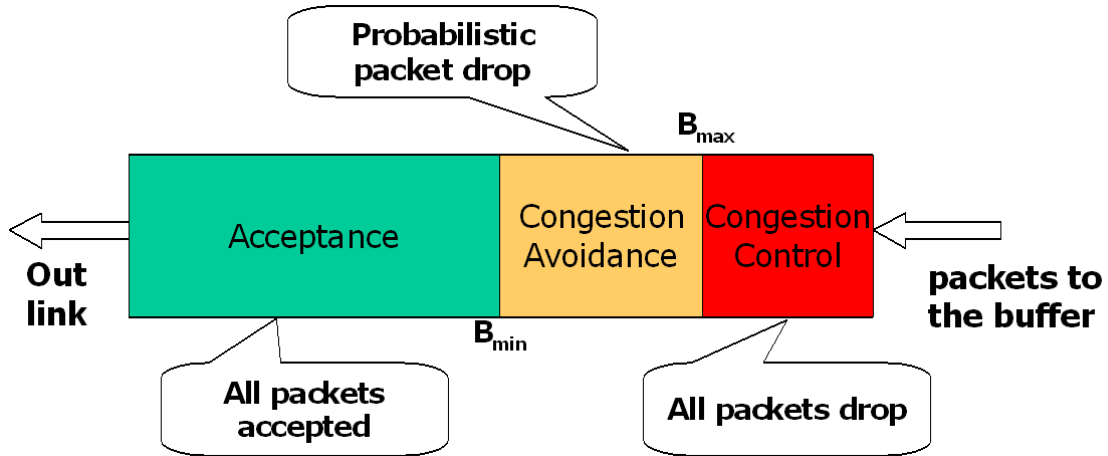 Probabilistic
packet drop
B_max
Acceptance
Congestion
Avoidance
Congestion
Control
Out
link
packets to
the buffer
B_min
All packets
accepted
All packets drop